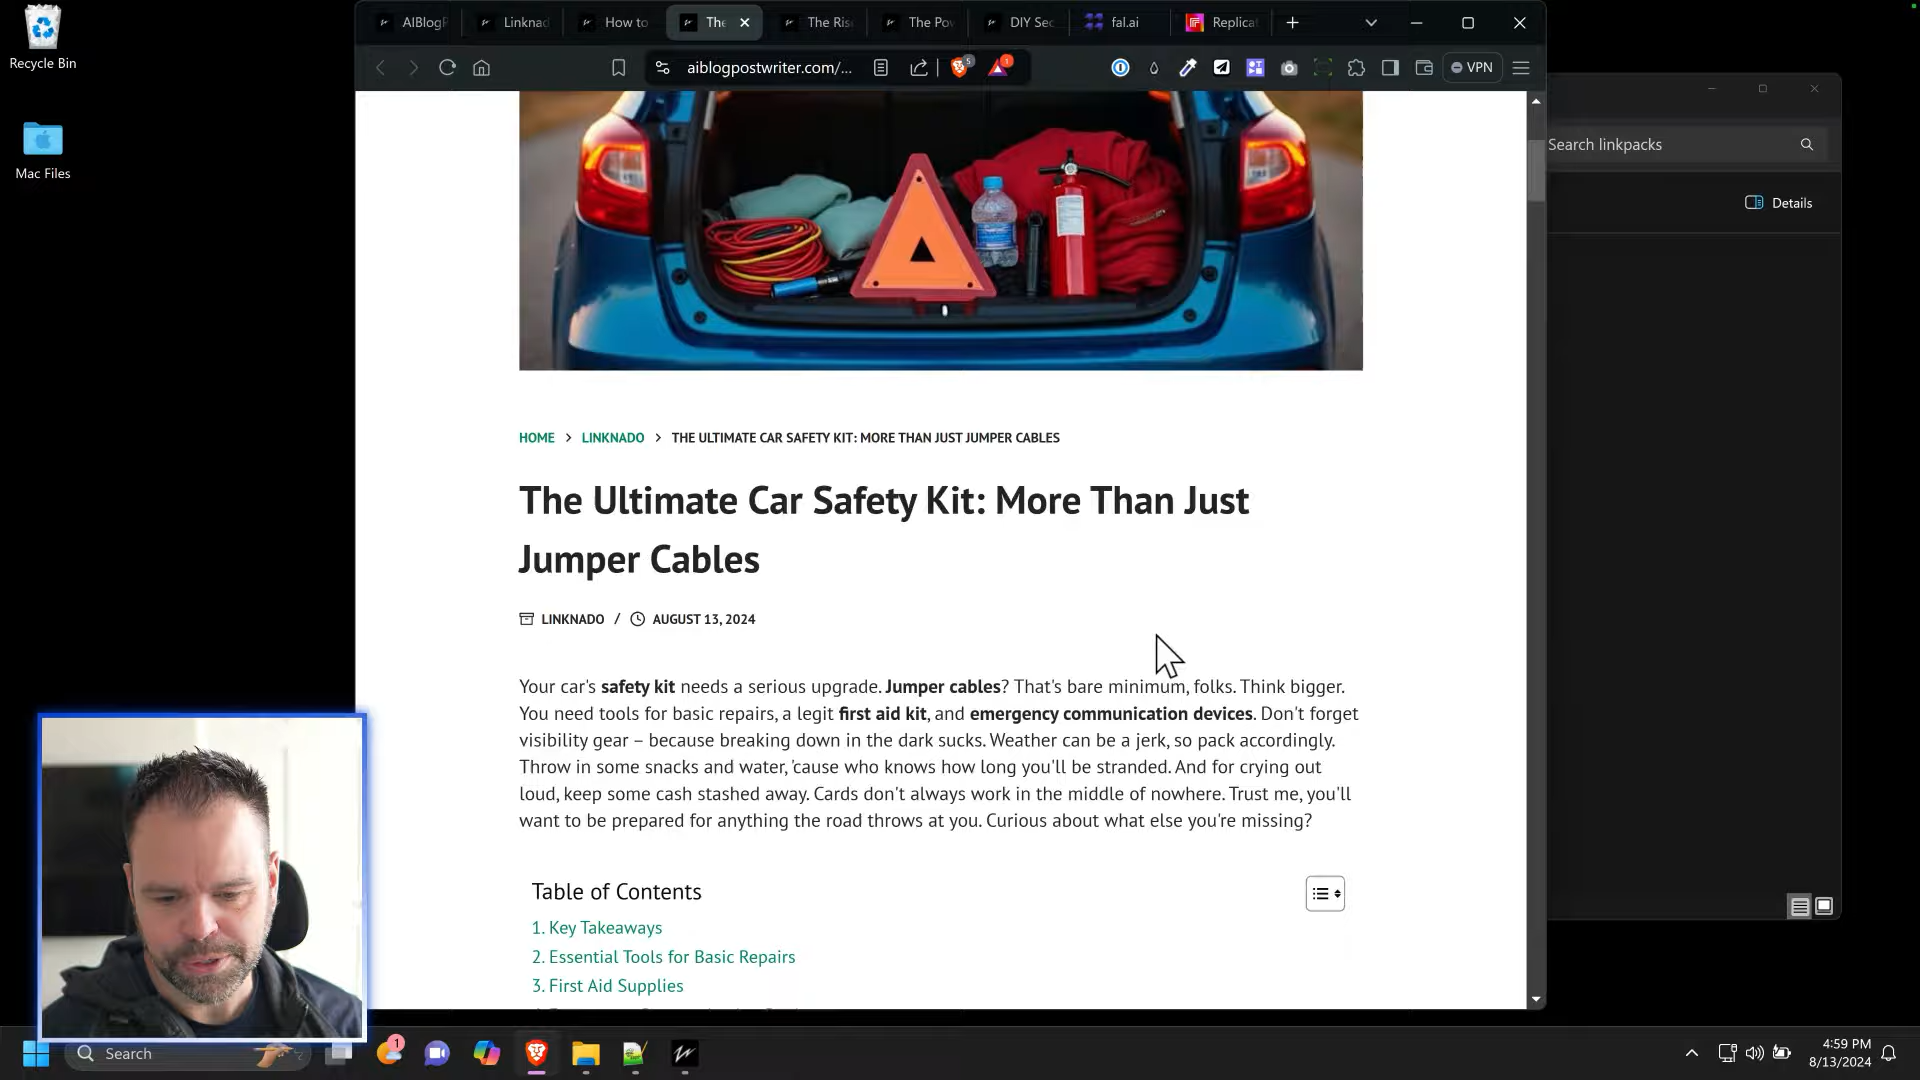 Recycle Bin
Mac Files
AIBlogP
Linknad
How to
The
The Rise
The Pov
DIY Sec
fal.ai
Replicat
aiblogpostwriter.com/...
5
1
VPN
Search linkpacks
Details
HOME > LINKNADO > THE ULTIMATE CAR SAFETY KIT: MORE THAN JUST JUMPER CABLES
The Ultimate Car Safety Kit: More Than Just
Jumper Cables
LINKNADO / AUGUST 13, 2024
Your car's safety kit needs a serious upgrade. Jumper cables? That's bare minimum, folks. Think bigger.
You need tools for basic repairs, a legit first aid kit, and emergency communication devices. Don't forget
visibility gear – because breaking down in the dark sucks. Weather can be a jerk, so pack accordingly.
Throw in some snacks and water, 'cause who knows how long you'll be stranded. And for crying out
loud, keep some cash stashed away. Cards don't always work in the middle of nowhere. Trust me, you'll
want to be prepared for anything the road throws at you. Curious about what else you're missing?
Table of Contents
1. Key Takeaways
2. Essential Tools for Basic Repairs
3. First Aid Supplies
Search
1
4:59 PM
8/13/2024